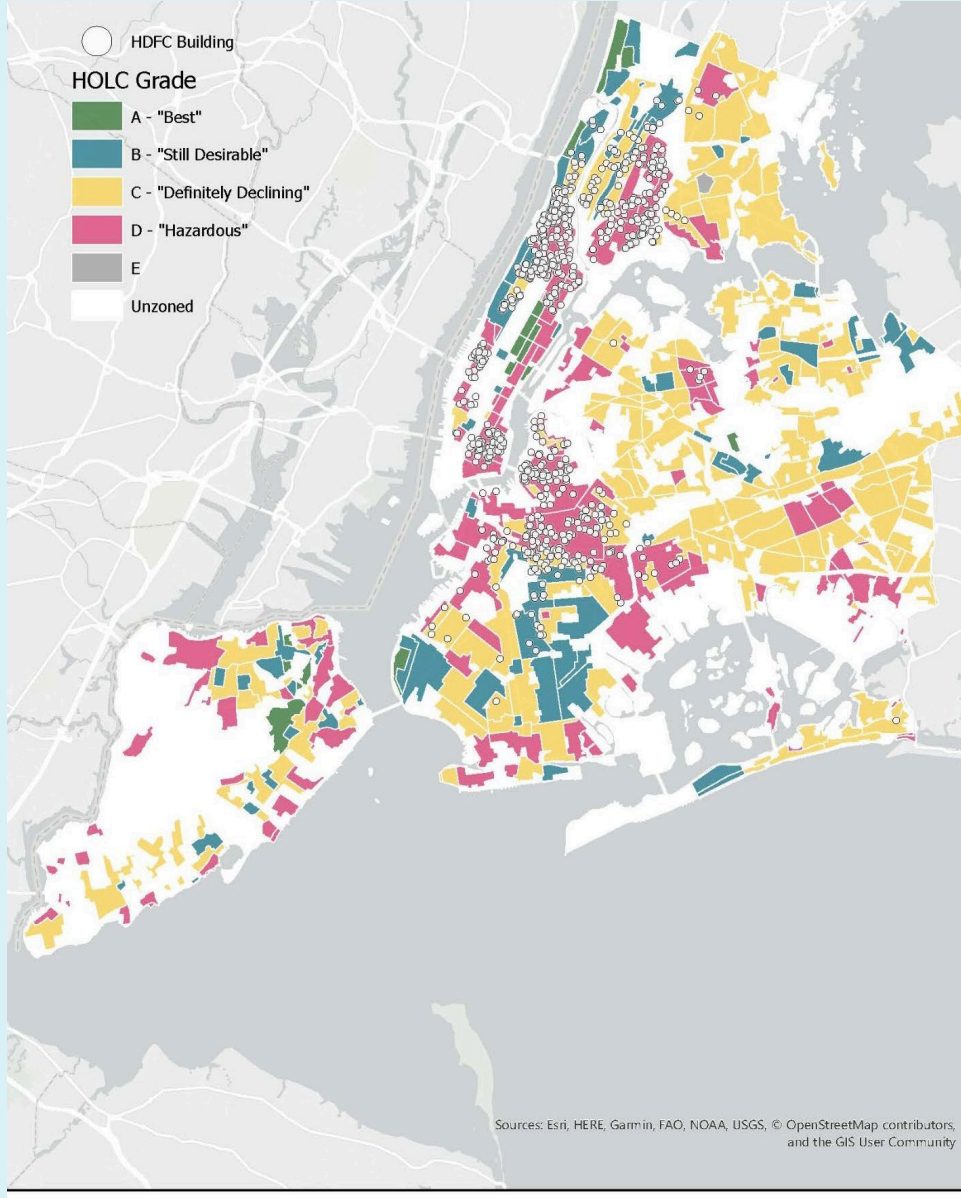 HDFC Building
HOLC Grade
A - "Best"
B - "Still Desirable"
C - "Definitely Declining"
D - "Hazardous"
E
Unzoned
Sources: Esri, HERE, Garmin, FAO, NOAA, USGS, © OpenStreetMap contributors,
and the GIS User Community